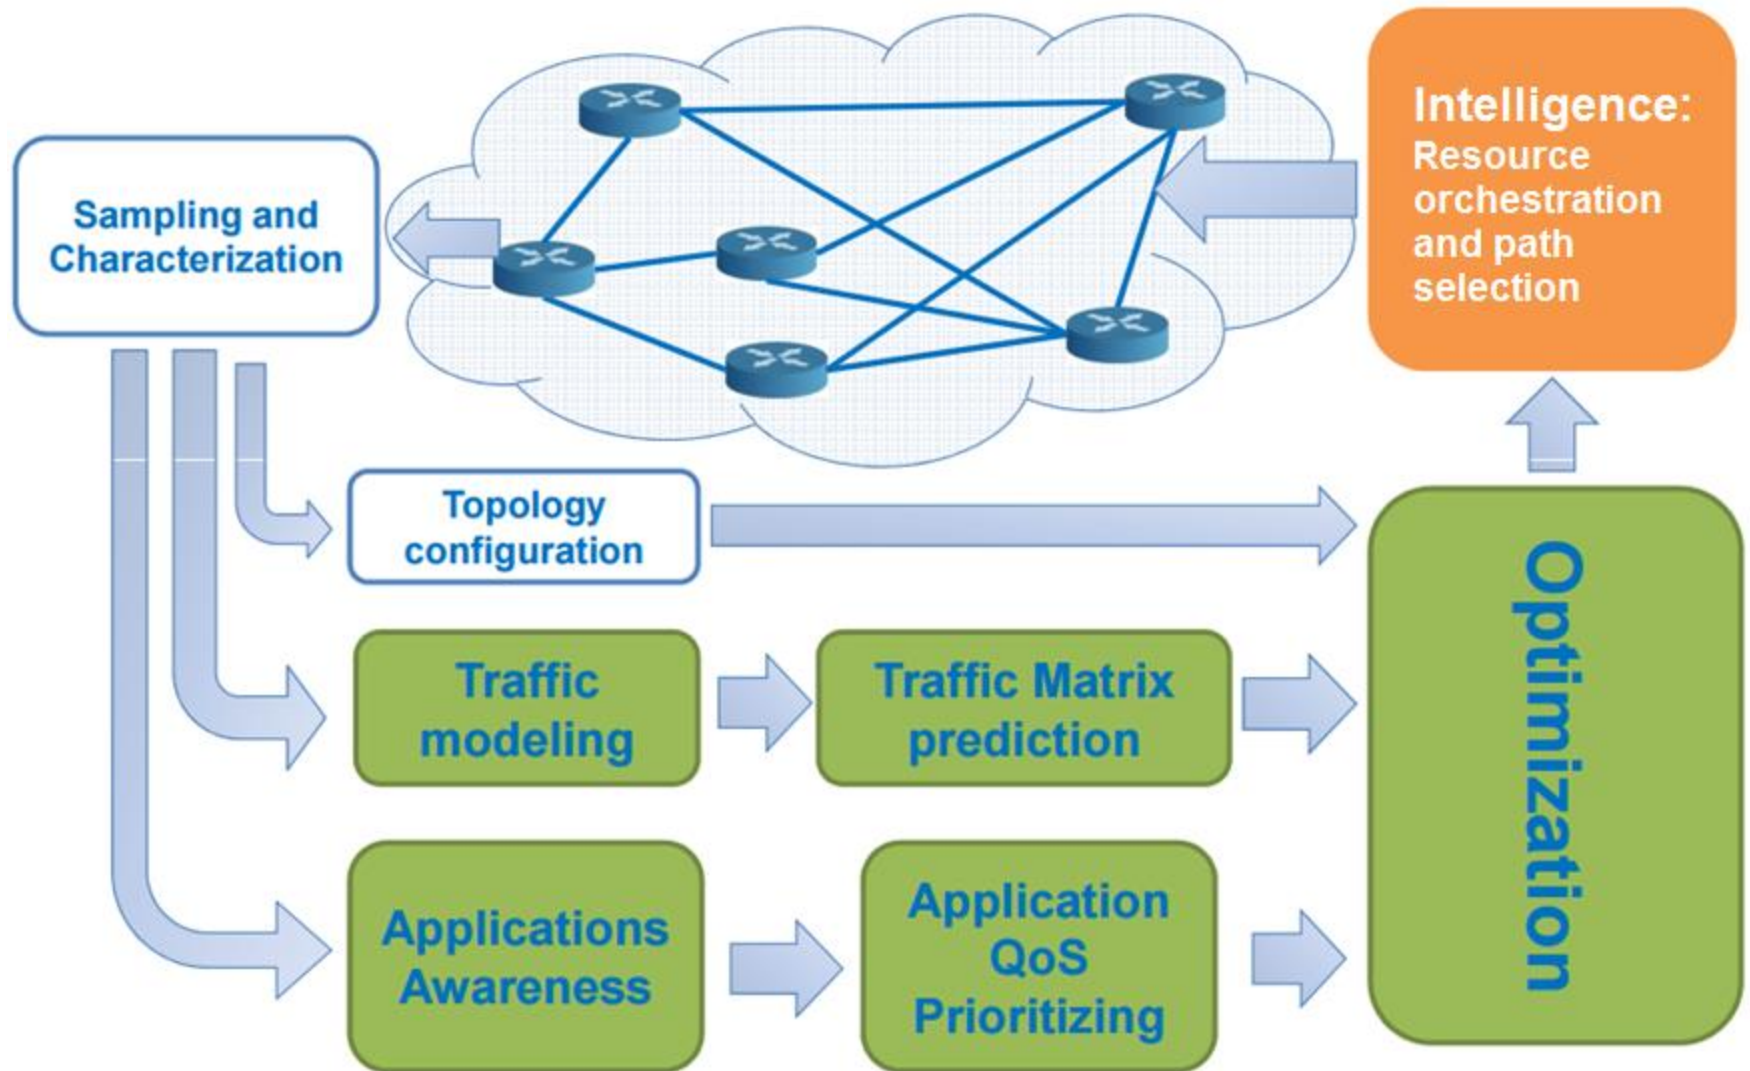 Intelligence:
Resource
orchestration
and path
selection
Sampling and
Characterization
Topology
configuration
Traffic
modeling
Traffic Matrix
prediction
Applications
Awareness
Application
QoS
Prioritizing
Optimization